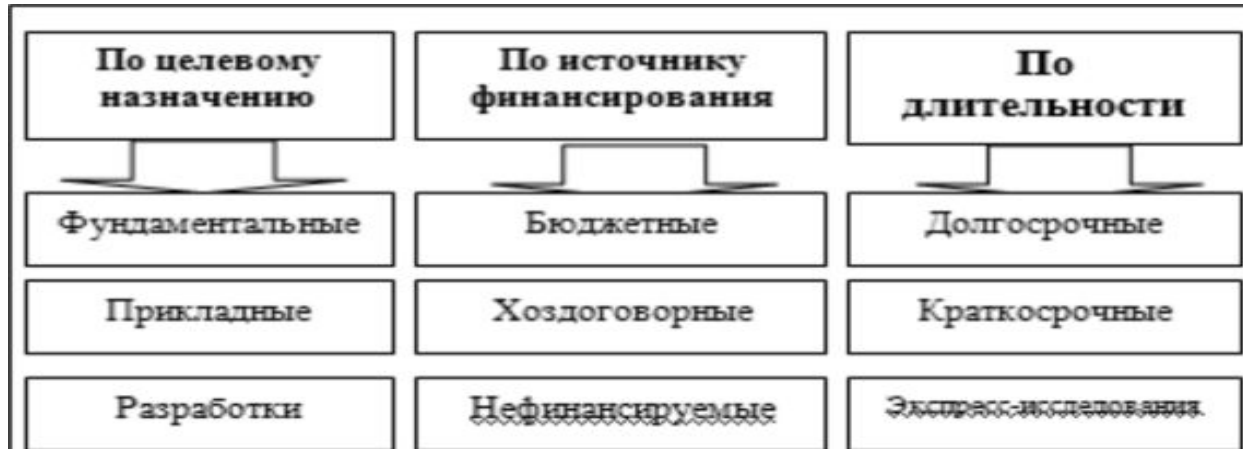 По целевому
назначению
По источнику
финансирования
По
длительности
Фундаментальные
Бюджетные
Долгосрочные
Прикладные
Хоздоговорные
Краткосрочные
Разработки
Нефинансируемые
Экспресс-исследования